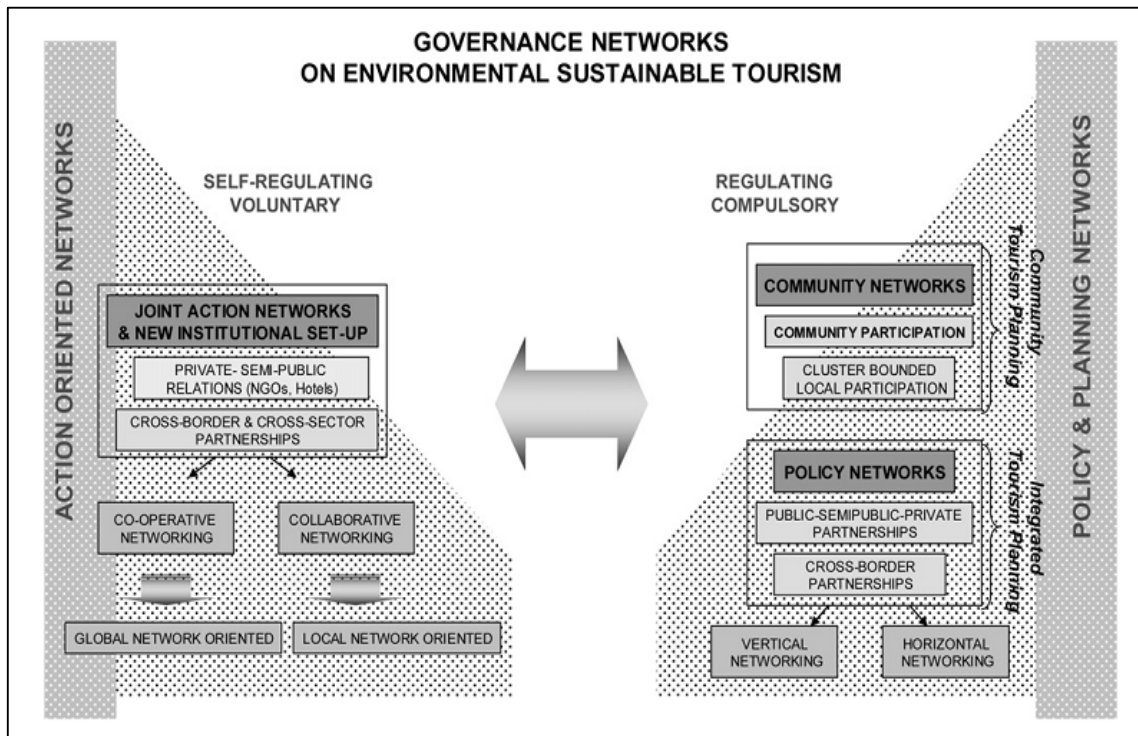 GOVERNANCE NETWORKS
ON ENVIRONMENTAL SUSTAINABLE TOURISM
ACTION ORIENTED NETWORKS
SELF-REGULATING
VOLUNTARY
JOINT ACTION NETWORKS
& NEW INSTITUTIONAL SET-UP
PRIVATE- SEMI-PUBLIC
RELATIONS (NGOs, Hotels)
CROSS-BORDER & CROSS-SECTOR
PARTNERSHIPS
CO-OPERATIVE
NETWORKING
COLLABORATIVE
NETWORKING
GLOBAL NETWORK ORIENTED
LOCAL NETWORK ORIENTED
REGULATING
COMPULSORY
COMMUNITY NETWORKS
COMMUNITY PARTICIPATION
CLUSTER BOUNDED
LOCAL PARTICIPATION
Community
Tourism Planning
POLICY NETWORKS
PUBLIC-SEMIPUBLIC-PRIVATE
PARTNERSHIPS
CROSS-BORDER
PARTNERSHIPS
Integrated
Tourism Planning
VERTICAL
NETWORKING
HORIZONTAL
NETWORKING
POLICY & PLANNING NETWORKS